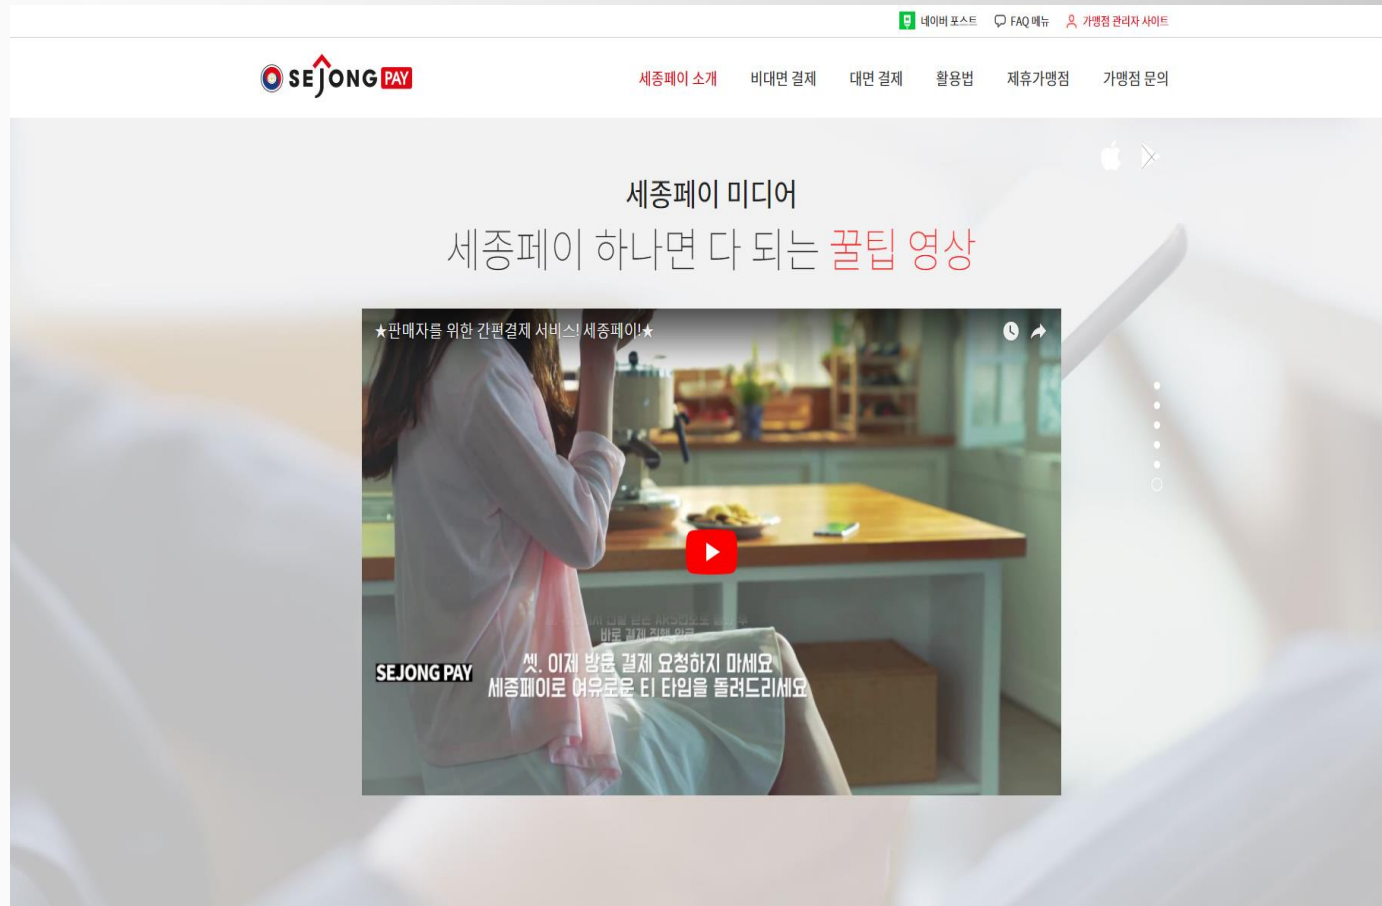 네이버 포스트
FAQ 메뉴
가맹점 관리자 사이트
SEJONG PAY
세종페이 소개
비대면 결제
대면 결제
활용법
제휴가맹점
가맹점 문의
세종페이 미디어
세종페이 하나면 다 되는 꿀팁 영상
★판매자를 위한 간편결제 서비스! 세종페이!★
바로 결제 진행 완료
셋. 이제 방문 결제 요청하지 마세요
SEJONG PAY
세종페이로 여유로운 티 타임을 돌려드리세요